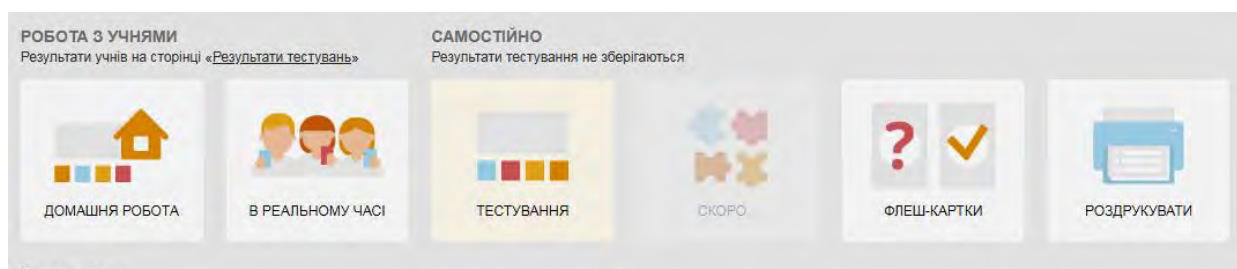 РОБОТА З УЧНЯМИ
Результати учнів на сторінці «Результати тестувань»
САМОСТІЙНО
Результати тестування не зберігаються
ДОМАШНЯ РОБОТА
В РЕАЛЬНОМУ ЧАСІ
ТЕСТУВАННЯ
СКОРО...
?
ФЛЕШ-КАРТКИ
РОЗДРУКУВАТИ